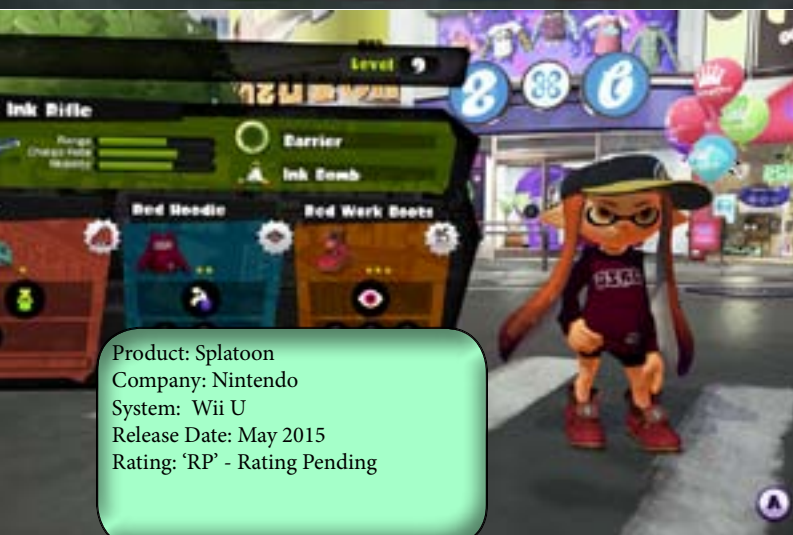 Level 9
Ink Rifle
Range
Barrier
Ink Bomb
Red Hoodie
Red Work Boots
Product: Splatoon
Company: Nintendo
System:  Wii U
Release Date: May 2015
Rating: ‘RP’ - Rating Pending
A